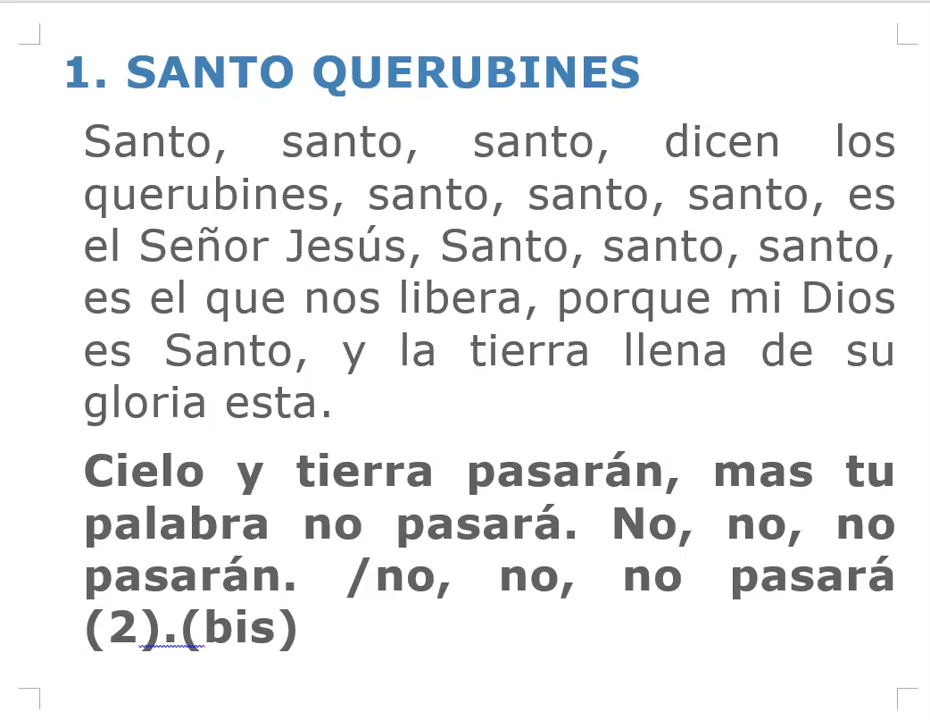 1. SANTO QUERUBINES
Santo, santo, santo, dicen los
querubines, santo, santo, santo, es
el Señor Jesús, Santo, santo, santo,
es el que nos libera, porque mi Dios
es Santo, y la tierra llena de su
gloria esta.
Cielo y tierra pasarán, mas tu
palabra no pasará. No, no, no
pasarán. /no, no, no pasará
(2).(bis)